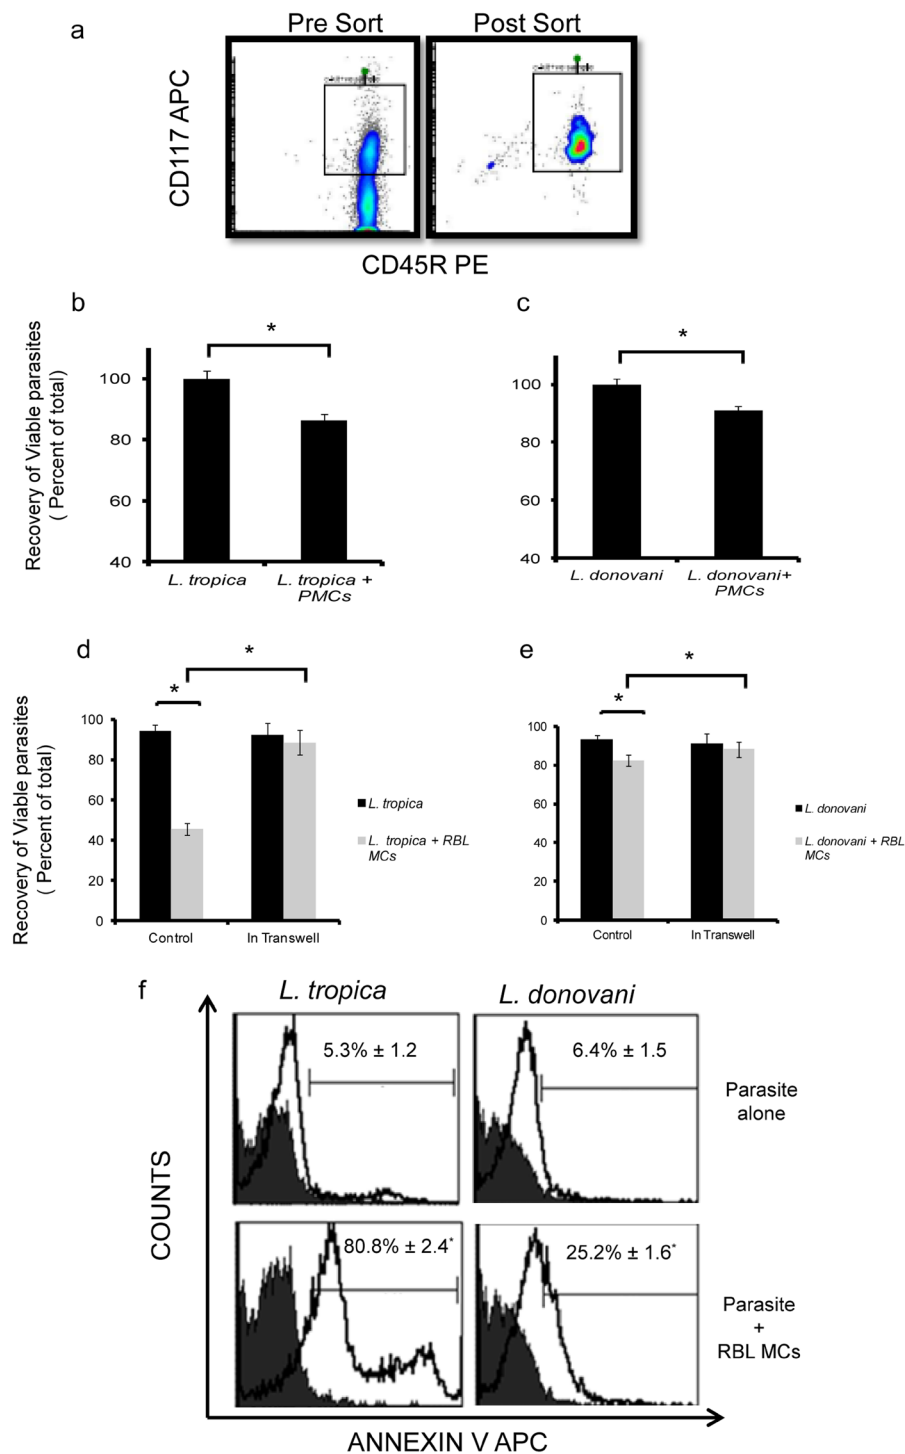 a
Pre Sort
Post Sort
CD117 APC
CD45R PE
b
c
Recovery of Viable parasites
( Percent of total)
100
80
60
40
L. tropica
L. tropica +
PMCs
*
100
80
60
40
L. donovani
L. donovani+
PMCs
*
d
e
Recovery of Viable parasites
( Percent of total)
*
*
100
80
60
40
20
0
Control
In Transwell
L. tropica
L. tropica + RBL
MCs
*
*
100
80
60
40
20
0
Control
In Transwell
L. donovani
L. donovani + RBL
MCs
f
L. tropica
L. donovani
5.3% ± 1.2
6.4% ± 1.5
Parasite
alone
COUNTS
80.8% ± 2.4*
25.2% ± 1.6*
Parasite
+
RBL MCs
ANNEXIN V APC